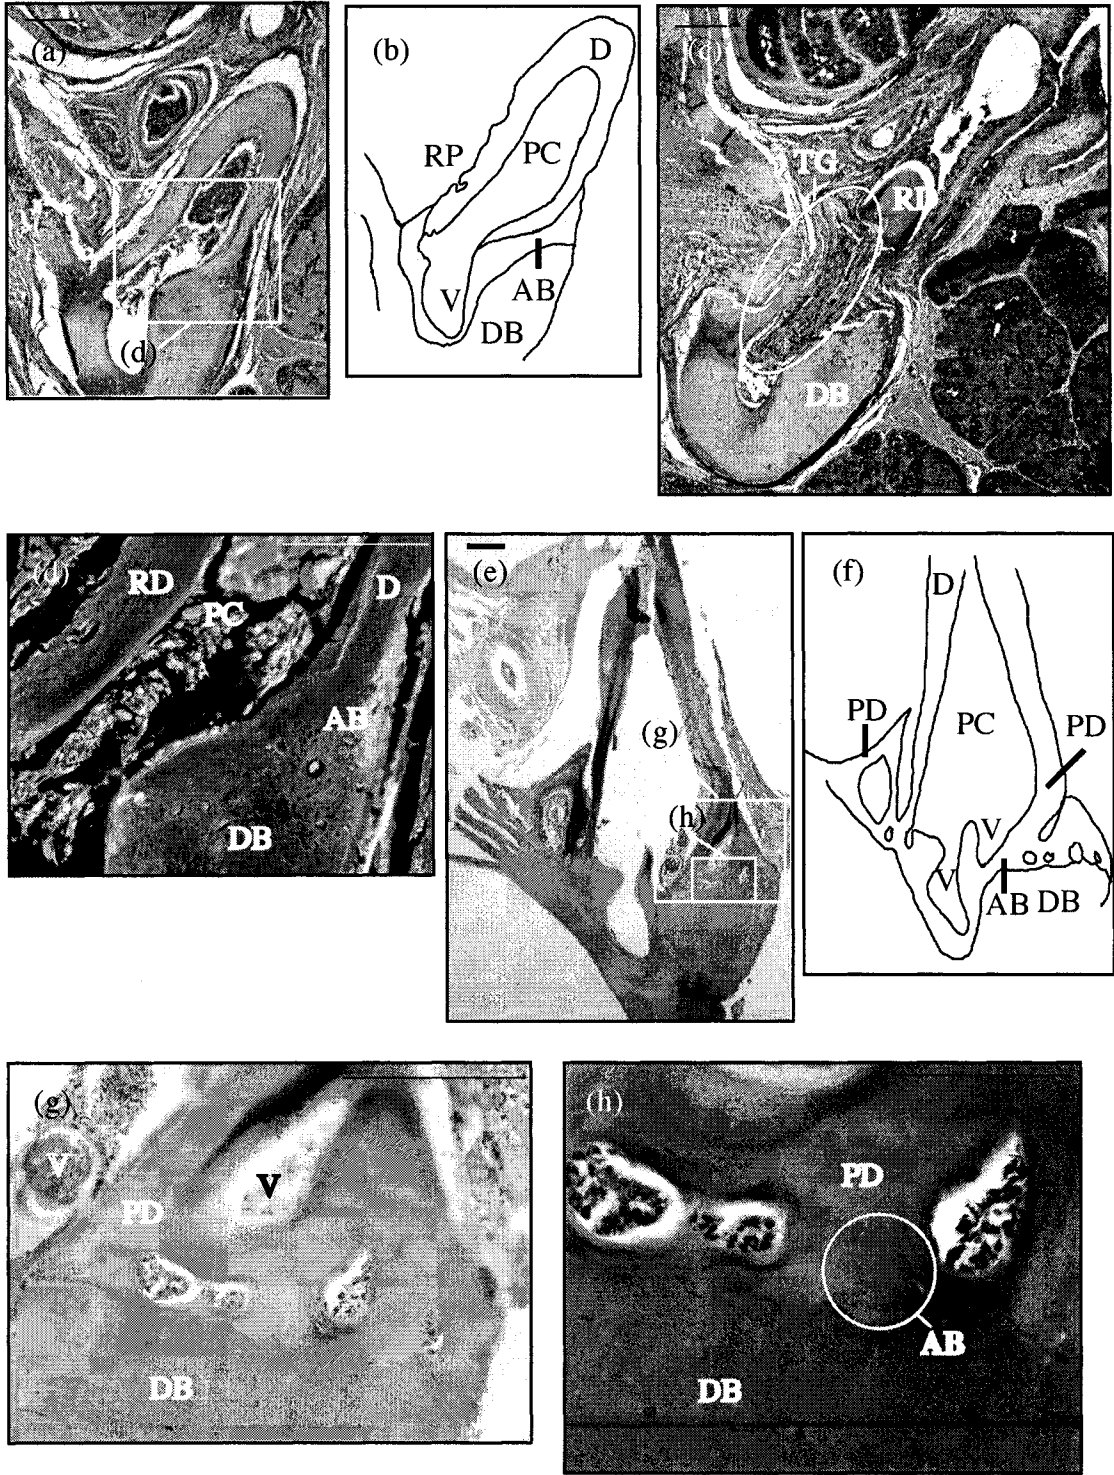 (a)
(d)
(b)
D
PC
RP
V
AB
DB
(c)
TG
RD
DB
(d)
RD
PC
D
AB
DB
(e)
(g)
(h)
(f)
D
PD
PC
PD
V
V
AB
DB
(g)
V
V
PD
DB
(h)
PD
AB
DB